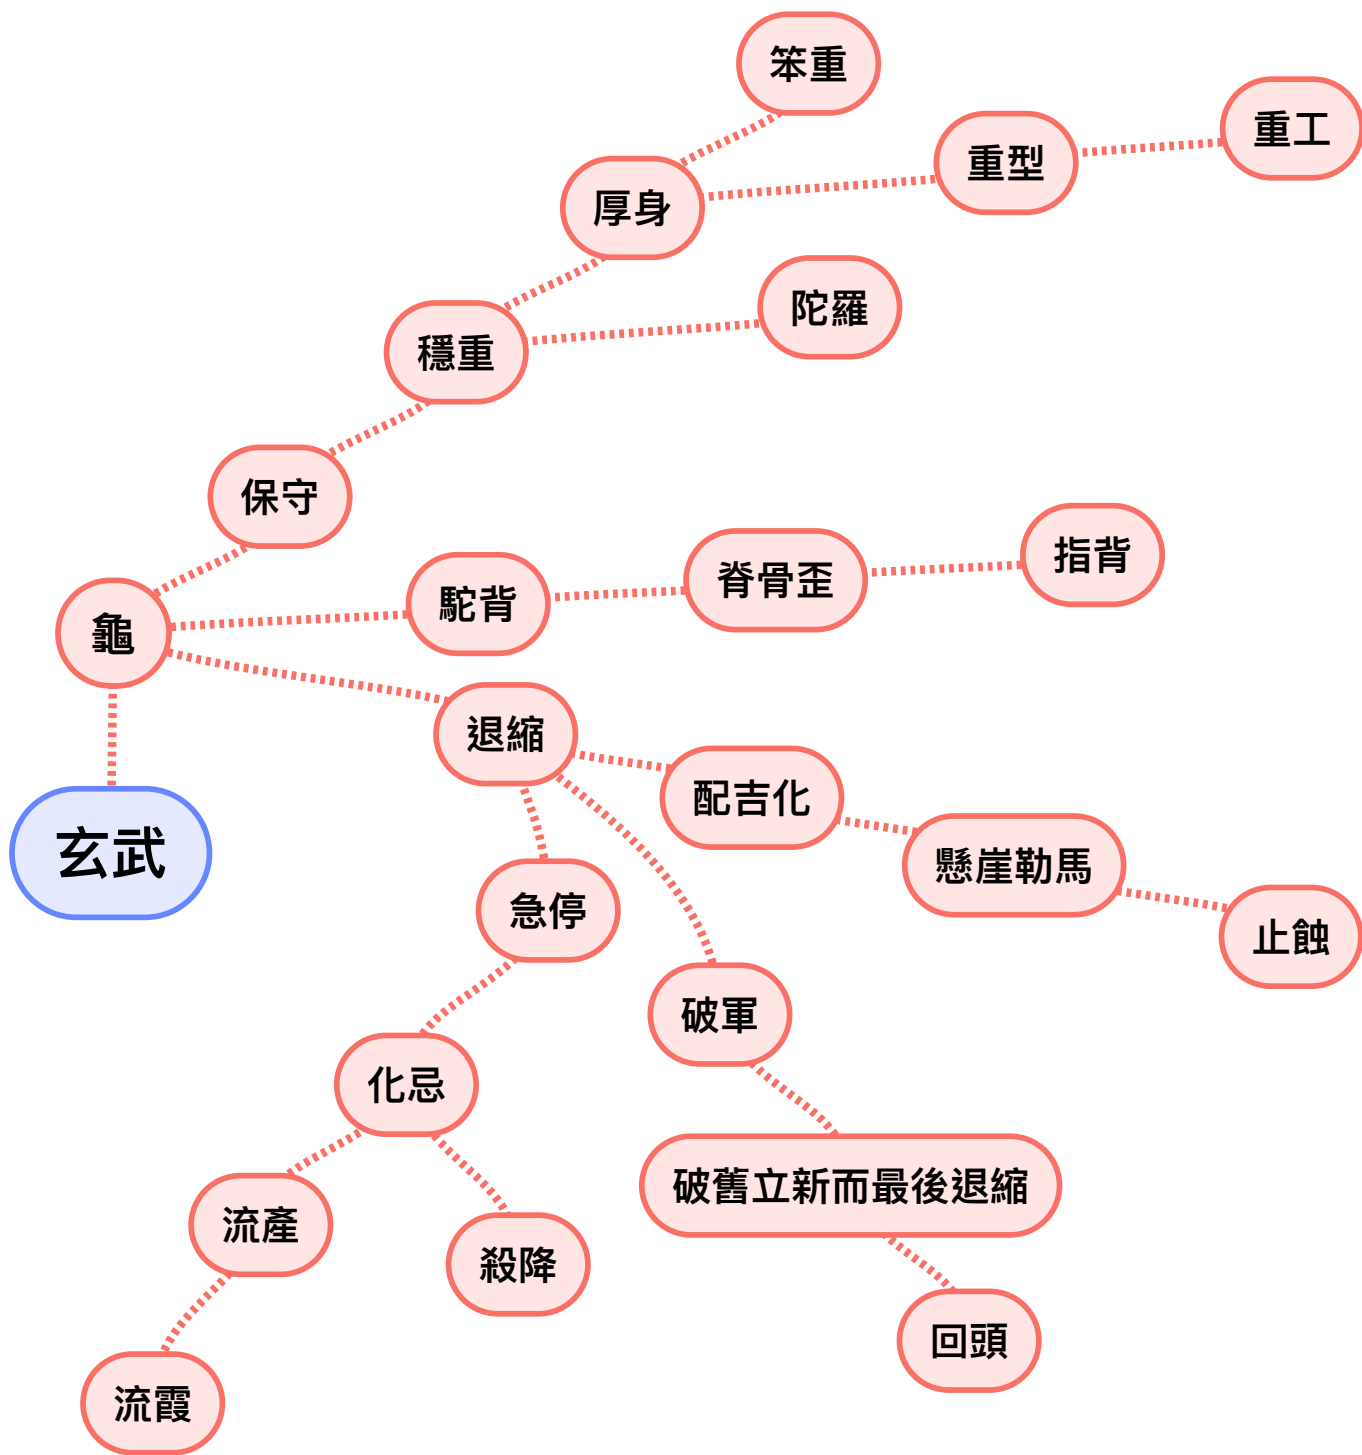 笨重
重工
重型
厚身
陀羅
穩重
保守
指背
脊骨歪
駝背
龜
退縮
配吉化
玄武
懸崖勒馬
急停
止蝕
破軍
化忌
破舊立新而最後退縮
流產
殺降
回頭
流霞